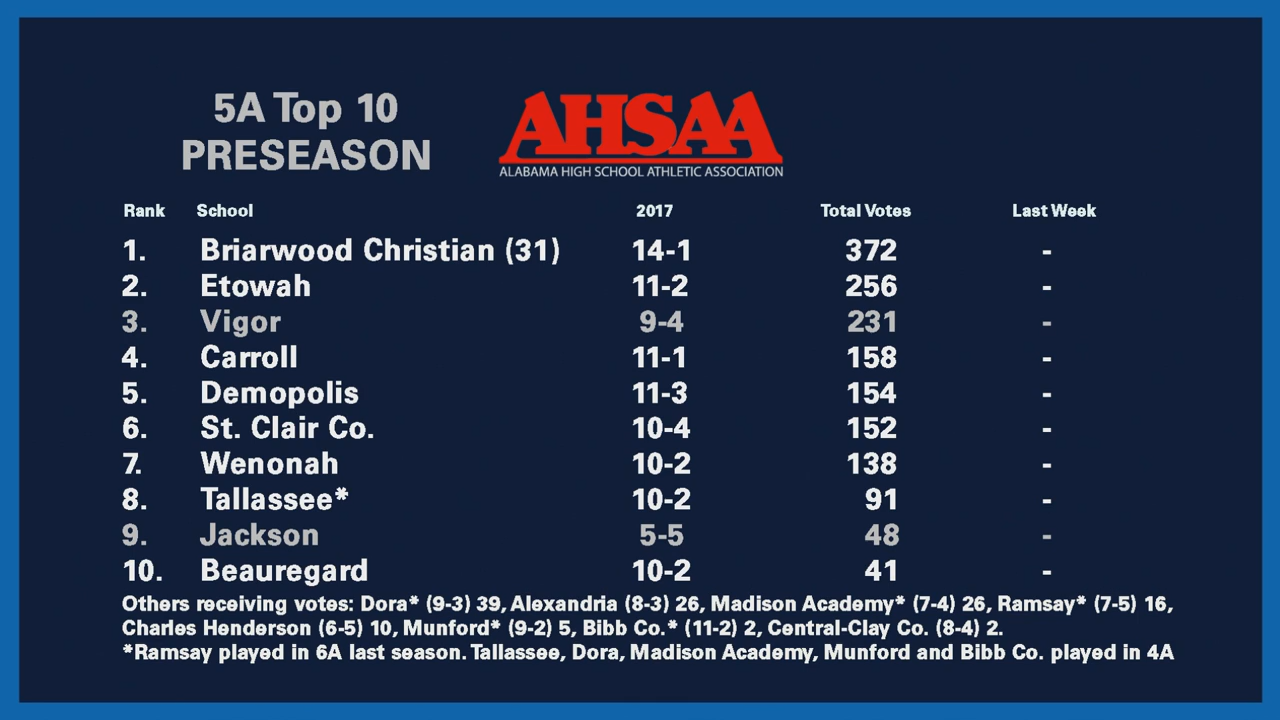 5A Top 10
PRESEASON
AHSAA
ALABAMA HIGH SCHOOL ATHLETIC ASSOCIATION
Rank School 2017 Total Votes Last Week
1. Briarwood Christian (31) 14-1 372 -
2. Etowah 11-2 256 -
3. Vigor 9-4 231 -
4. Carroll 11-1 158 -
5. Demopolis 11-3 154 -
6. St. Clair Co. 10-4 152 -
7. Wenonah 10-2 138 -
8. Tallassee* 10-2 91 -
9. Jackson 5-5 48 -
10. Beauregard 10-2 41 -
Others receiving votes: Dora* (9-3) 39, Alexandria (8-3) 26, Madison Academy* (7-4) 26, Ramsay* (7-5) 16,
Charles Henderson (6-5) 10, Munford* (9-2) 5, Bibb Co.* (11-2) 2, Central-Clay Co. (8-4) 2.
*Ramsay played in 6A last season. Tallassee, Dora, Madison Academy, Munford and Bibb Co. played in 4A